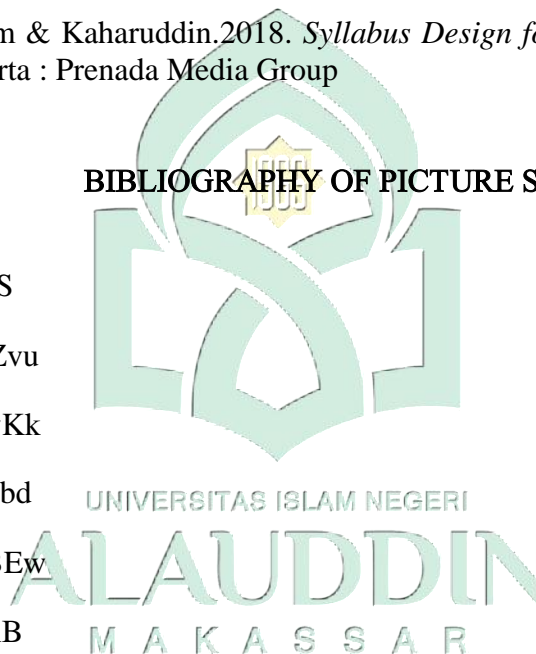 m & Kaharuddin.2018. Syllabus Design fo
rta : Prenada Media Group
BIBLIOGRAPHY OF PICTURE S
S
Zvu
Kk
bd
Ew
B
UNIVERSITAS ISLAM NEGERI
ALAUDDIN
M A K A S S A R